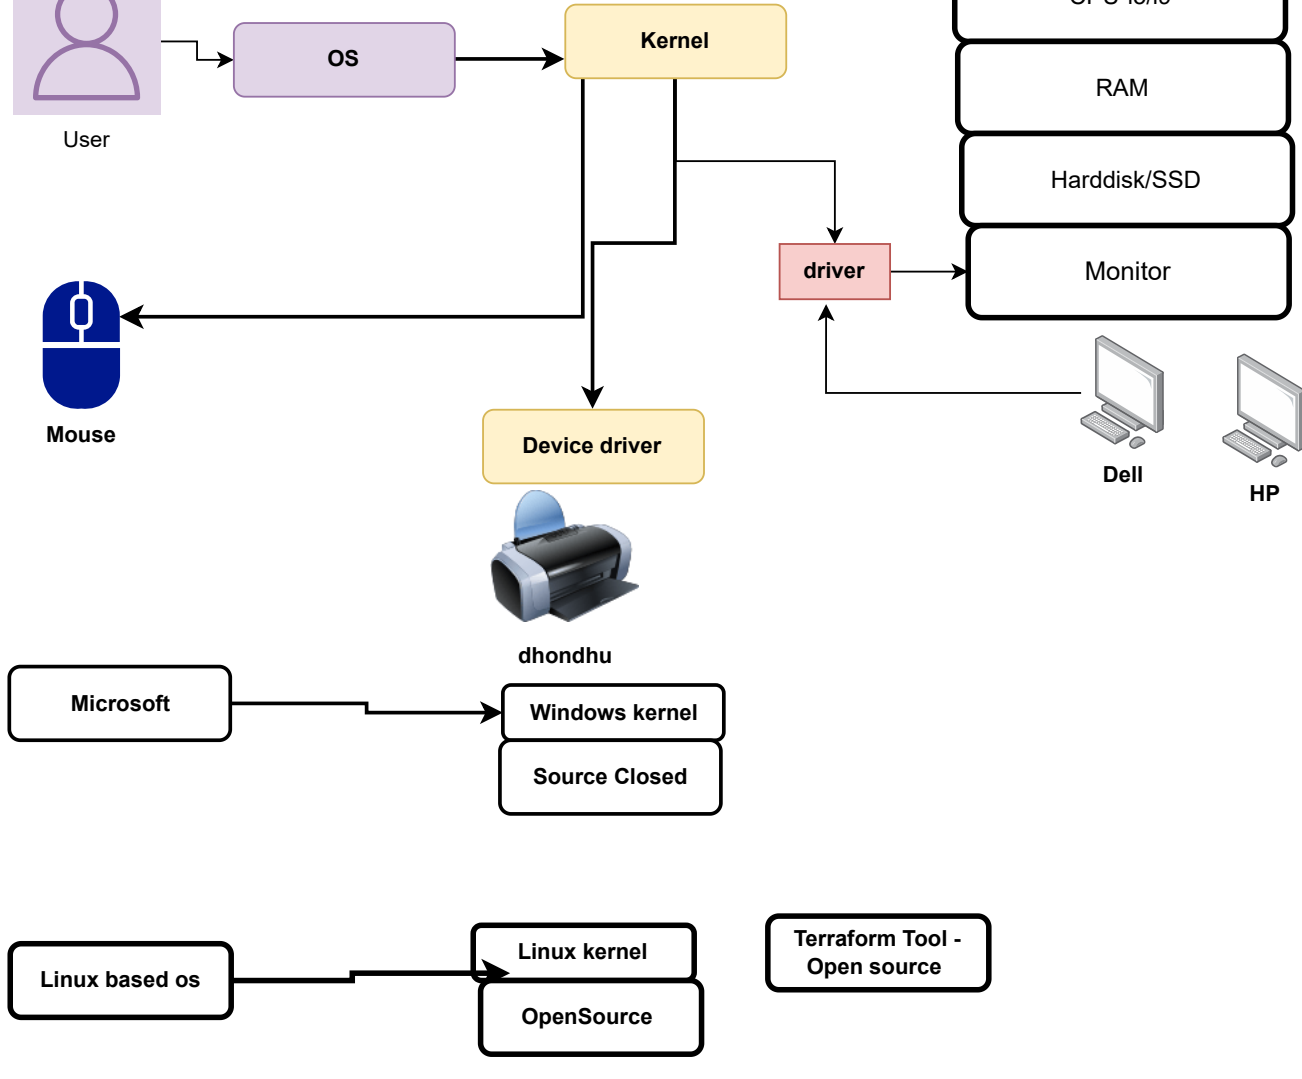 Kernel
OS
RAM
User
Harddisk/SSD
driver
Monitor
Mouse
Device driver
Dell
HP
dhondhu
Microsoft
Windows kernel
Source Closed
Terraform Tool -
Open source
Linux kernel
Linux based os
OpenSource